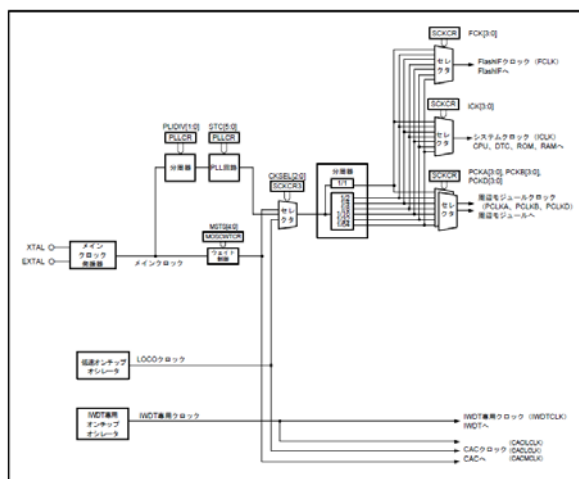 SCKCR
FCK[3:0]
セレクタ
FlashIFクロック (FCLK)
FlashIFへ
SCKCR
ICK[3:0]
セレクタ
システムクロック (ICLK)
CPU、DTC、ROM、RAMへ
PLIDIV[1:0]
PLLCR
分周器
STC[5:0]
PLLCR
PLL回路
CKSEL[2:0]
SCKCR3
セレクタ
分周器
1/1
SCKCR
PCKA[3:0]、PCKB[3:0]、
PCKD[3:0]
セレクタ
周辺モジュールクロック
(PCLKA、PCLKB、PCLKD)
周辺モジュールへ
MSTS[4:0]
MOSCWTCR
ウェイト
制御
XTAL
EXTAL
メイン
クロック
発振器
メインクロック
低速オンチップ
オシレータ
LOCOクロック
IWDT専用
オンチップ
オシレータ
IWDT専用クロック
IWDT専用クロック (IWDTCLK)
IWDTへ
CACクロック
CACへ
(CACILCLK)
(CACLCLK)
(CACMCLK)